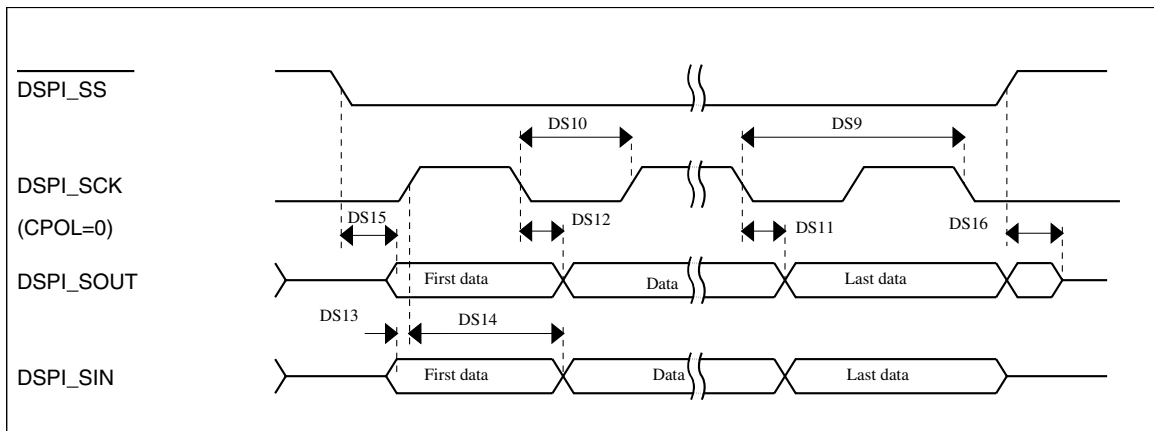 DSPI_SS
DS10
DS9
DSPI_SCK
(CPOL=0)
DS15
DS12
DS11
DS16
DSPI_SOUT
First data
Data
Last data
DS13
DS14
DSPI_SIN
First data
Data
Last data